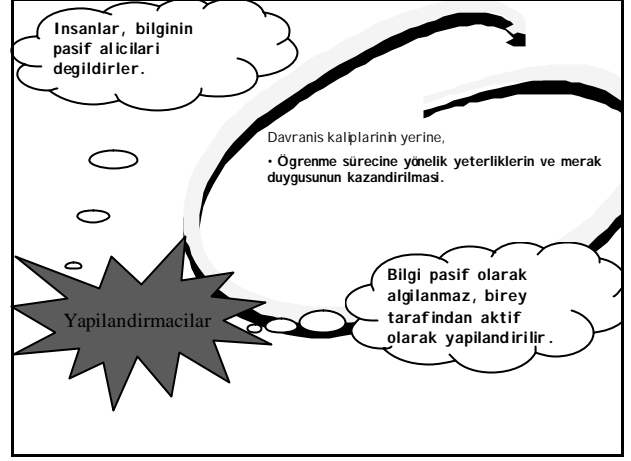 Insanlar, bilginin
pasif alicilari
degildirler.
Davranis kaliplarinin yerine,
• Ögrenme sürecine yönelik yeterliklerin ve merak
duygusunun kazandirilmasi.
Bilgi pasif olarak
algilanmaz, birey
tarafindan aktif
olarak yapilandirilir.
Yapilandirmacilar